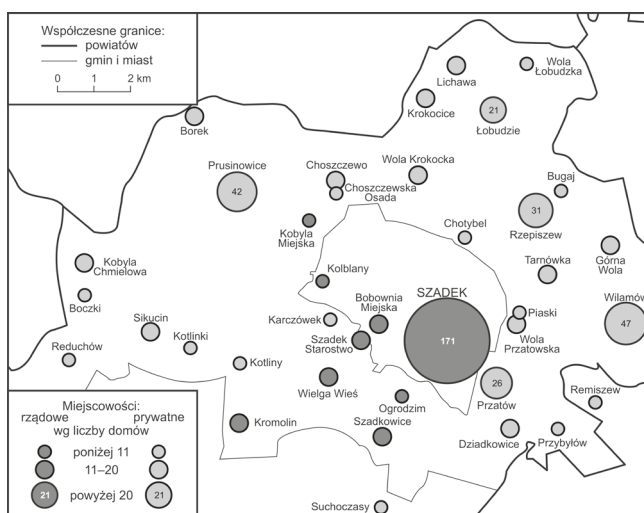 Współczesne granice:
powiatów
gmin i miast
0 1 2 km
Lichawa
Wola
Łobudzka
Krokocice
21
Łobudzie
Borek
Prusinowice
42
Choszczewo
Choszczewska
Osada
Wola Krokocka
Bugaj
31
Rzepiszew
Kobyla
Miejska
Chotybel
Górna
Wola
Kobyla
Chmielowa
Kolblany
Tarnówka
Boczki
Bobownia
Miejska
SZADEK
171
Wilamów
47
Piaski
Wola
Przatowska
Sikucin
Karczówek
Szadek
Starostwo
Kotlinki
Reduchów
Kotliny
Wielga Wieś
26
Przatów
Ogrodzim
Remiszew
Kromolin
Szadkowice
Dziadkowice
Przybyłów
Suchoczasy
Miejscowości:
rządowe prywatne
wg liczby domów
poniżej 11
11–20
21 powyżej 20 21